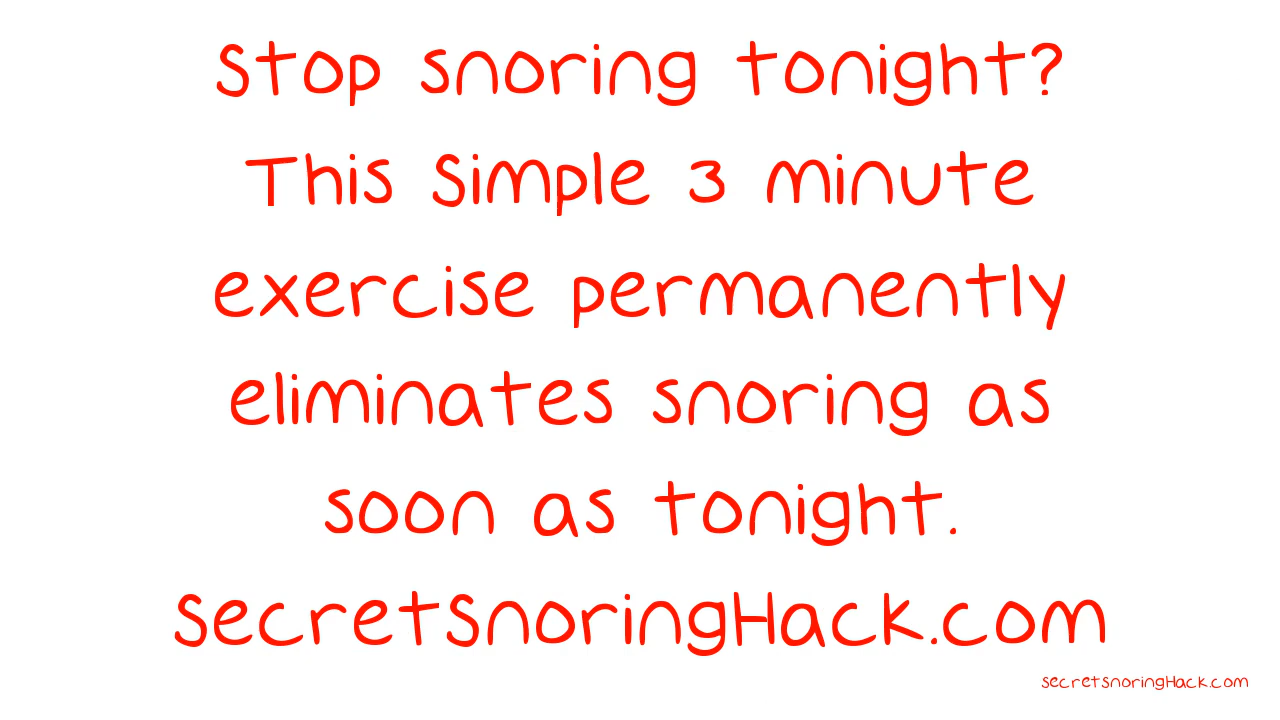 Stop snoring tonight?
This Simple 3 minute
exercise permanently
eliminates snoring as
soon as tonight.
SecretSnoringHack.com
secretsnoringHack.com